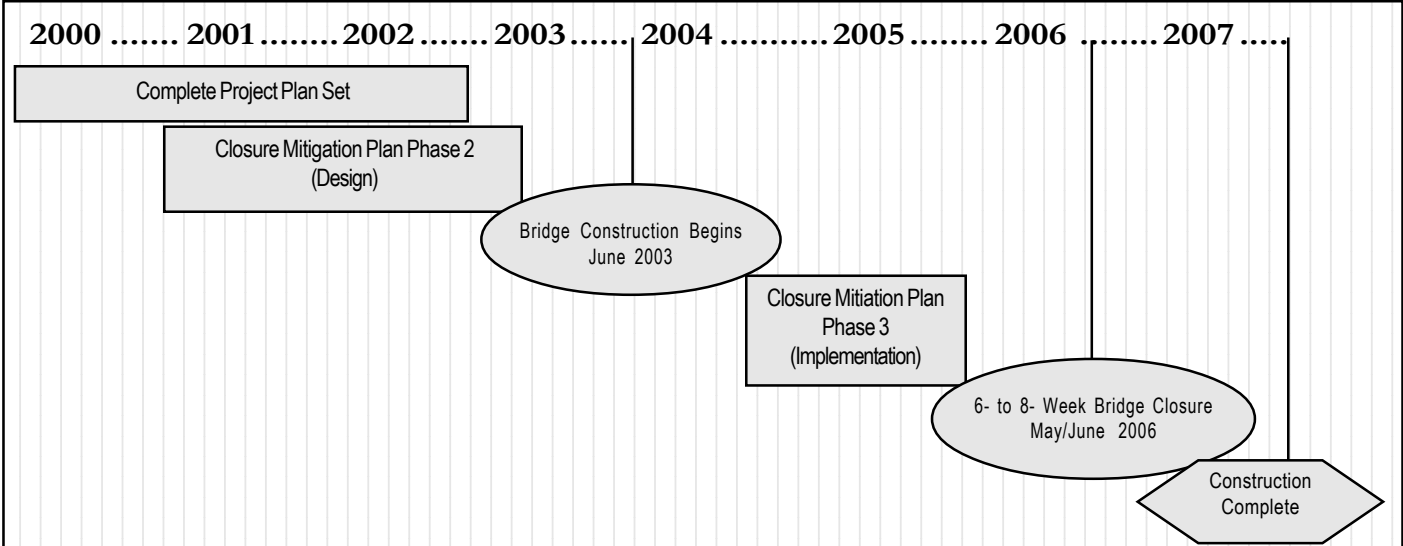 2000 ....... 2001........ 2002....... 2003...... 2004 ........ 2005........ 2006 ........ 2007 .....
Complete Project Plan Set
Closure Mitigation Plan Phase 2
(Design)
Bridge Construction Begins
June 2003
Closure Mitiation Plan
Phase 3
(Implementation)
6- to 8- Week Bridge Closure
May/June 2006
Construction
Complete